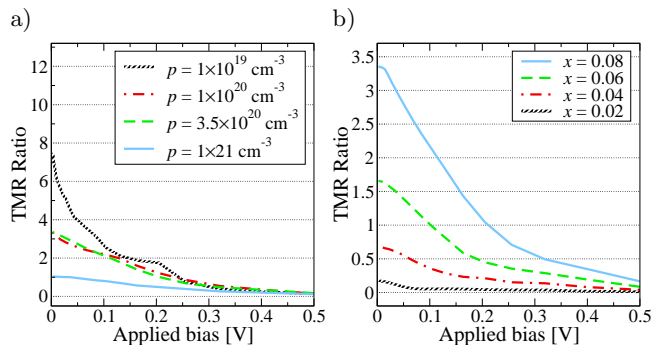 a)
TMR Ratio
12
10
8
6
4
2
0
p = 1×10¹⁹ cm⁻³
p = 1×10²⁰ cm⁻³
p = 3.5×10²⁰ cm⁻³
p = 1×21 cm⁻³
0 0.1 0.2 0.3 0.4 0.5
Applied bias [V]
b)
TMR Ratio
3.5
3
2.5
2
1.5
1
0.5
0
x = 0.08
x = 0.06
x = 0.04
x = 0.02
0 0.1 0.2 0.3 0.4 0.5
Applied bias [V]